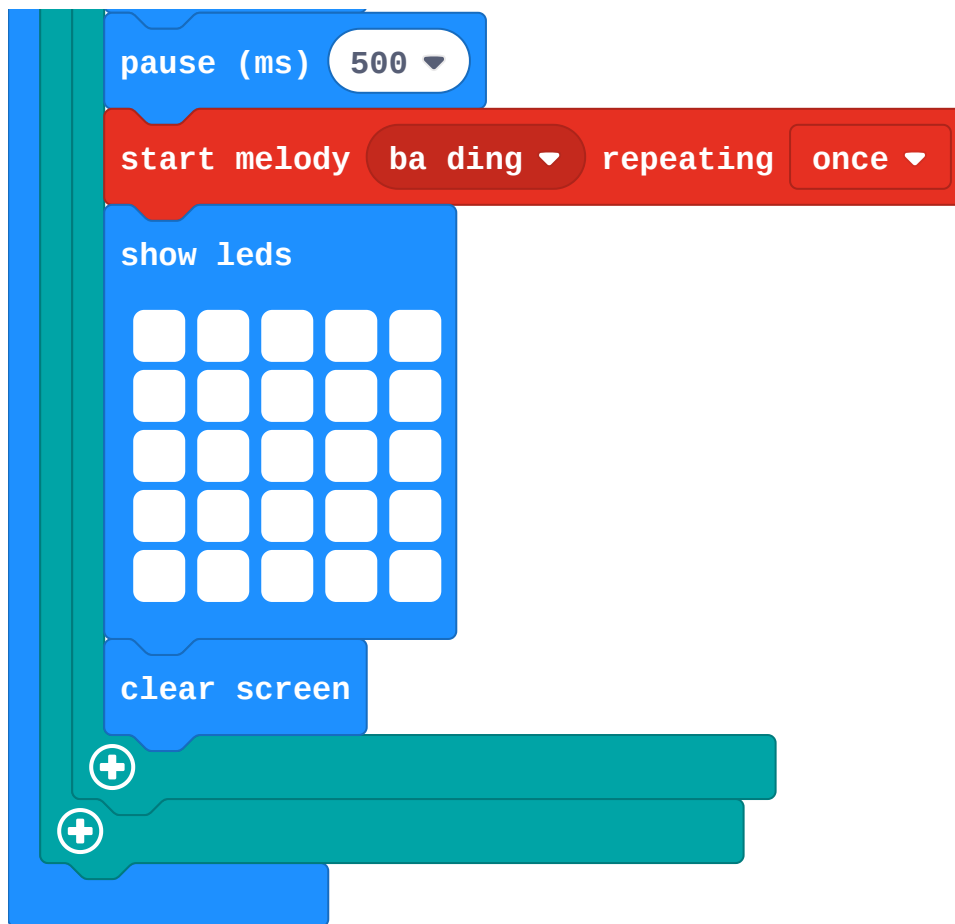 pause (ms) 500
start melody ba ding repeating once
show leds
clear screen